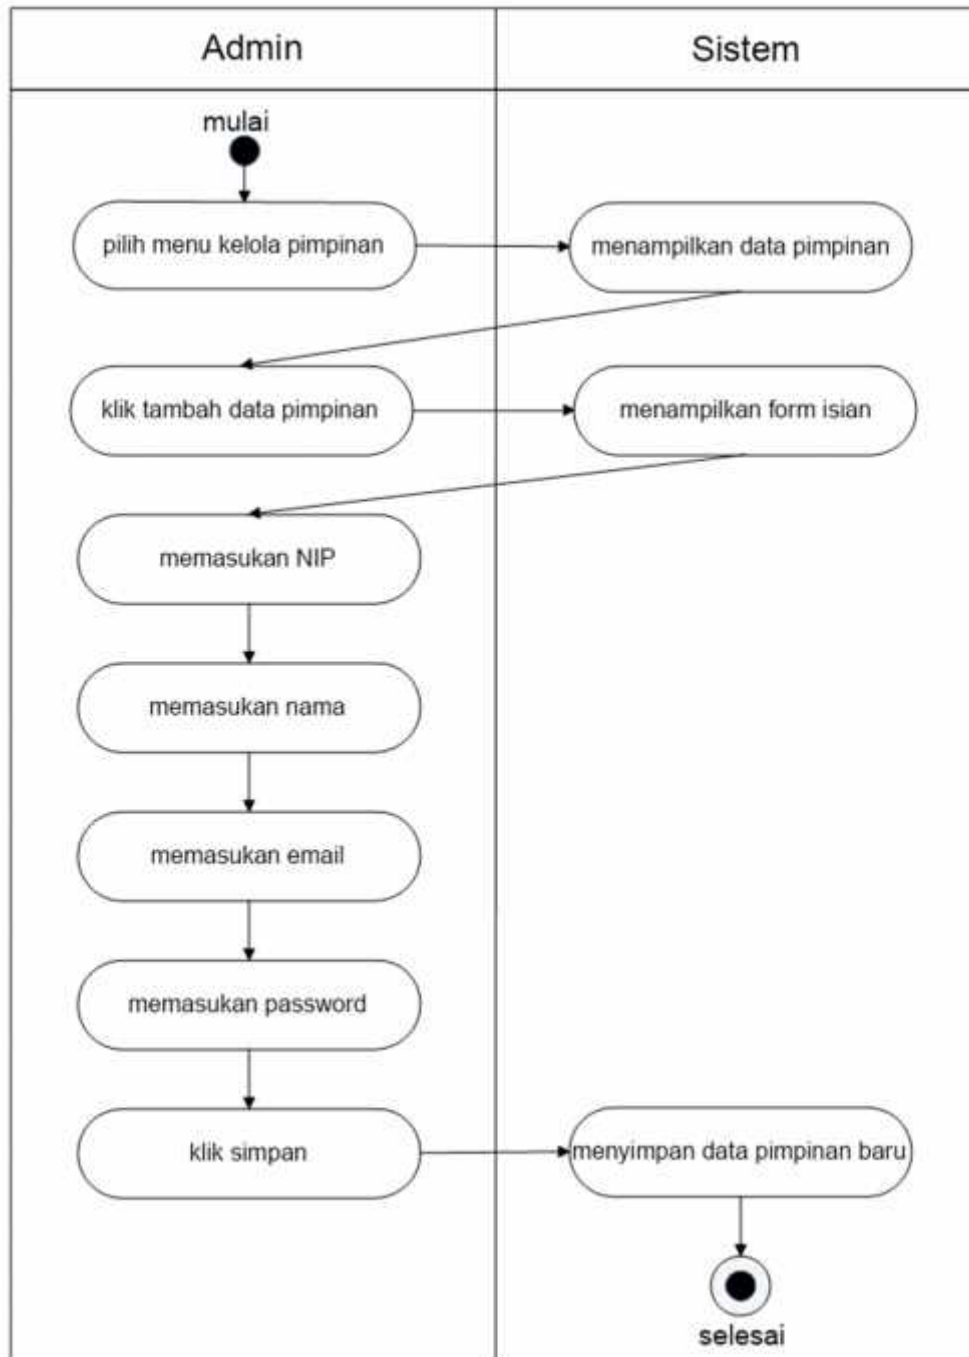 Admin
Sistem
mulai
pilih menu kelola pimpinan
menampilkan data pimpinan
klik tambah data pimpinan
menampilkan form isian
memasukan NIP
memasukan nama
memasukan email
memasukan password
klik simpan
menyimpan data pimpinan baru
selesai